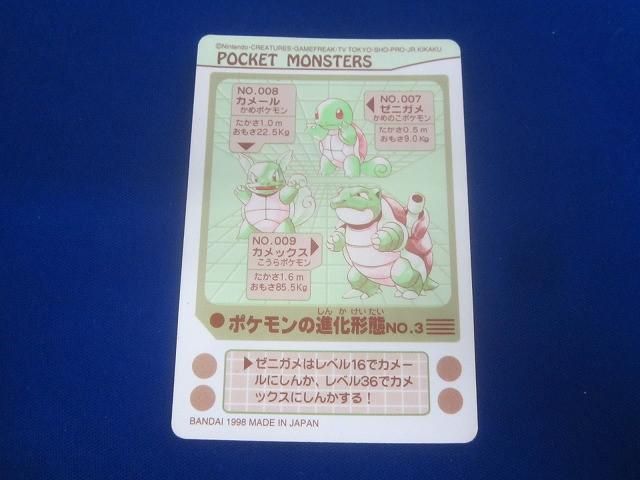 ©Nintendo・CREATURES・GAMEFREAK・TV TOKYO・SHO-PRO・JR KIKAKU
POCKET MONSTERS
NO.008
カメール
かめポケモン
たかさ1.0m
おもさ22.5Kg
NO.007
ゼニガメ
かめのこポケモン
たかさ0.5m
おもさ9.0Kg
NO.009
カメックス
こうらポケモン
たかさ1.6m
おもさ85.5Kg
しんかけいたい
ポケモンの進化形態NO.3
ゼニガメはレベル16でカメー
ルにしんか、レベル36でカメ
ックスにしんかする!
BANDAI 1998 MADE IN JAPAN